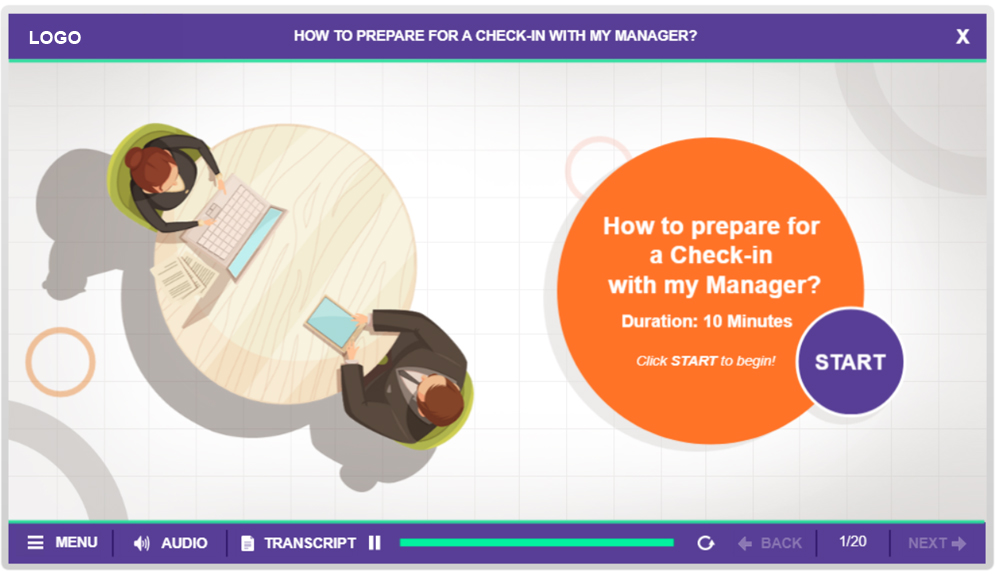 LOGO
HOW TO PREPARE FOR A CHECK-IN WITH MY MANAGER?
X
How to prepare for
a Check-in
with my Manager?
Duration: 10 Minutes
Click START to begin!
START
MENU
AUDIO
TRANSCRIPT
BACK
1/20
NEXT